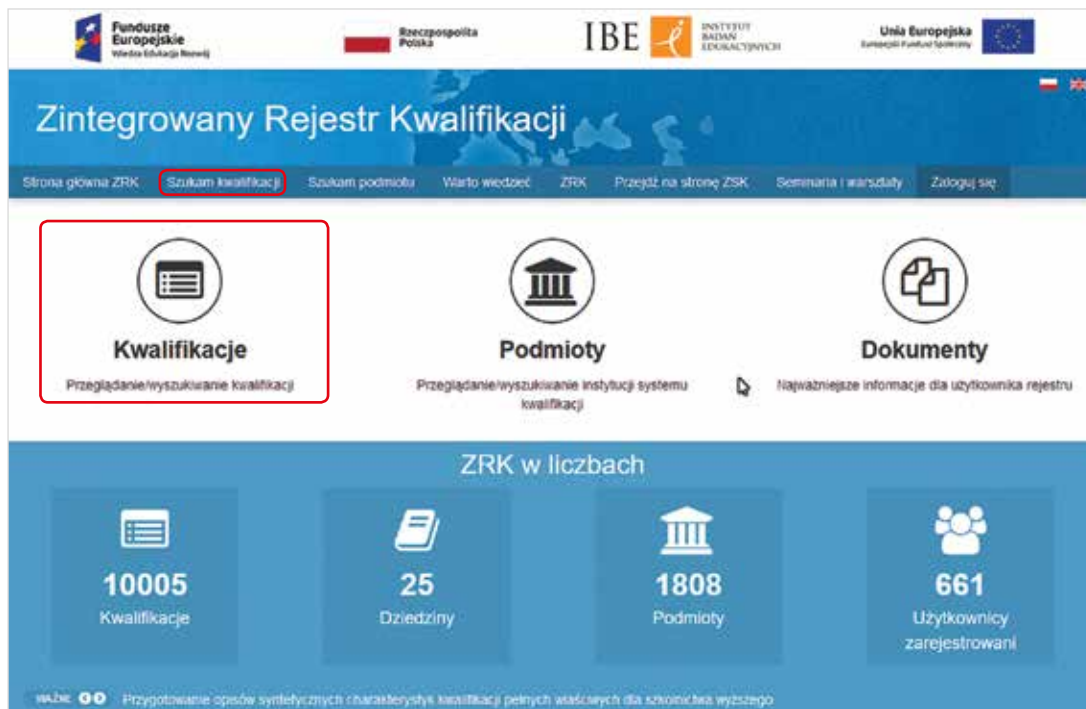 Fundusze
Europejskie
Wiedza Edukacja Rozwój
Rzeczpospolita
Polska
IBE
INSTYTUT
BADAŃ
EDUKACYJNYCH
Unia Europejska
Europejski Fundusz Społeczny
Zintegrowany Rejestr Kwalifikacji
Strona główna ZRK Szukam kwalifikacji Szukam podmiotu Warto wiedzieć ZRK Przejdź na stronę ZSK Seminaria i warsztaty Zaloguj się
Kwalifikacje
Przeglądanie/wyszukiwanie kwalifikacji
Podmioty
Przeglądanie/wyszukiwanie instytucji systemu
kwalifikacji
Dokumenty
Najważniejsze informacje dla użytkownika rejestru
ZRK w liczbach
10005
Kwalifikacje
25
Dziedziny
1808
Podmioty
661
Użytkownicy
zarejestrowani
WAŻNE Przygotowanie opisów syntetycznych charakterystyk kwalifikacji pełnych właściwych dla szkolnictwa wyższego